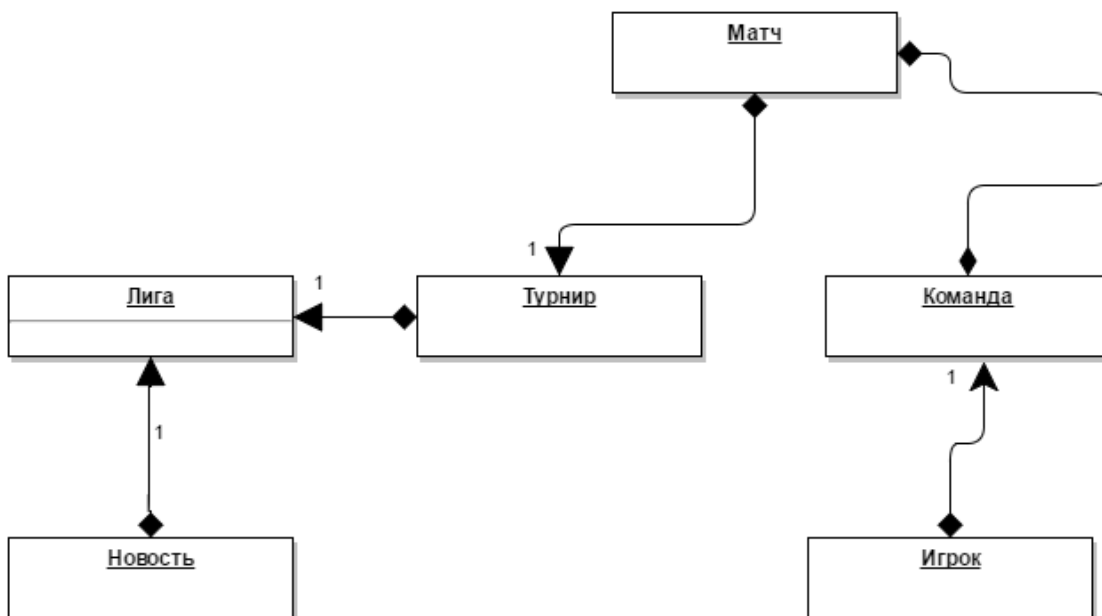 Матч
1
1
Лига
Турнир
Команда
1
1
Новость
Игрок